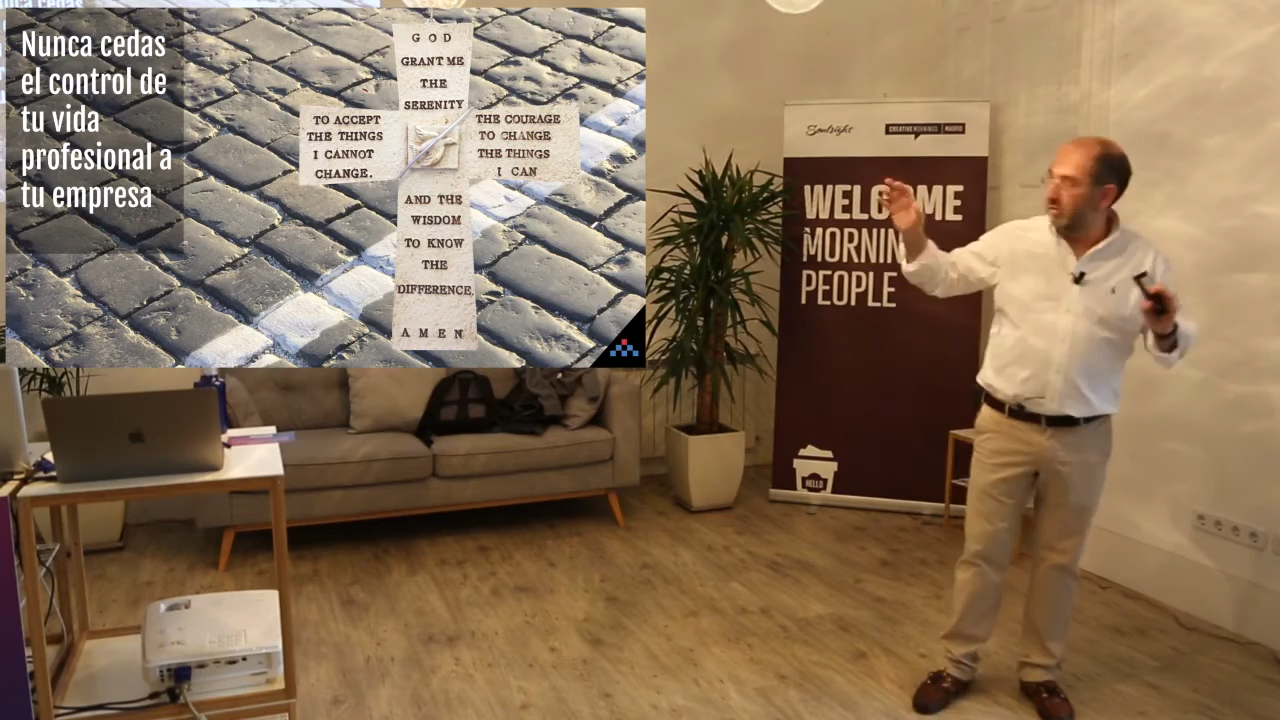 Nunca cedas
el control de
tu vida
profesional a
tu empresa
GOD
GRANT ME
THE
SERENITY
TO ACCEPT
THE THINGS
I CANNOT
CHANGE.
THE COURAGE
TO CHANGE
THE THINGS
I CAN
AND THE
WISDOM
TO KNOW
THE
DIFFERENCE.
AMEN
Soulsight
CREATIVEMORNINGS MADRID
WELCOME
MORNIN
PEOPLE
HELLO